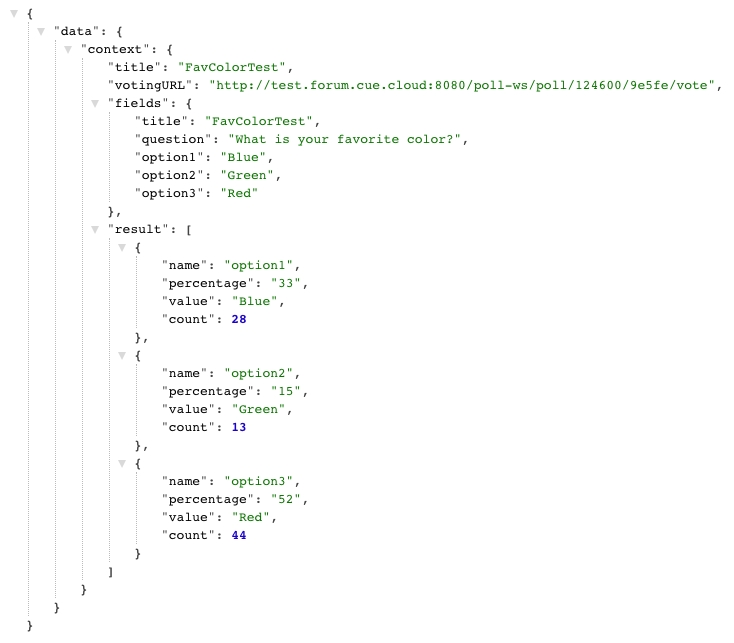 {
"data": {
"context": {
"title": "FavColorTest",
"votingURL": "http://test.forum.cue.cloud:8080/poll-ws/poll/124600/9e5fe/vote",
"fields": {
"title": "FavColorTest",
"question": "What is your favorite color?",
"option1": "Blue",
"option2": "Green",
"option3": "Red"
},
"result": [
{
"name": "option1",
"percentage": "33",
"value": "Blue",
"count": 28
},
{
"name": "option2",
"percentage": "15",
"value": "Green",
"count": 13
},
{
"name": "option3",
"percentage": "52",
"value": "Red",
"count": 44
}
]
}
}
}